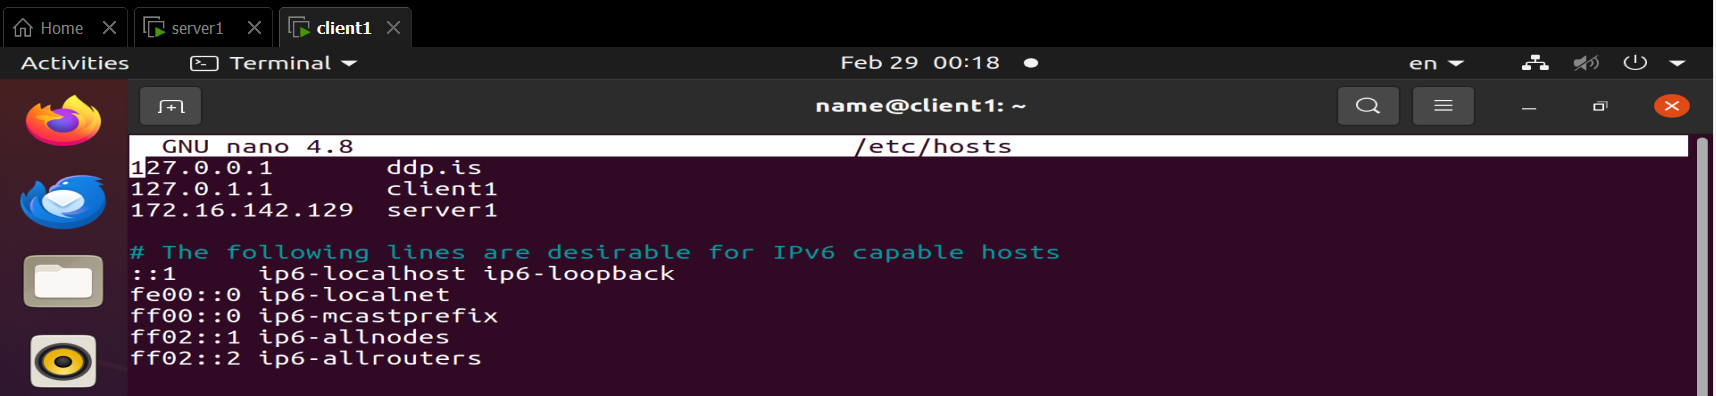 Home server1 client1
Activities Terminal Feb 29 00:18 en
name@client1: ~
GNU nano 4.8 /etc/hosts
127.0.0.1 ddp.is
127.0.1.1 client1
172.16.142.129 server1
# The following lines are desirable for IPv6 capable hosts
::1 ip6-localhost ip6-loopback
fe00::0 ip6-localnet
ff00::0 ip6-mcastprefix
ff02::1 ip6-allnodes
ff02::2 ip6-allrouters